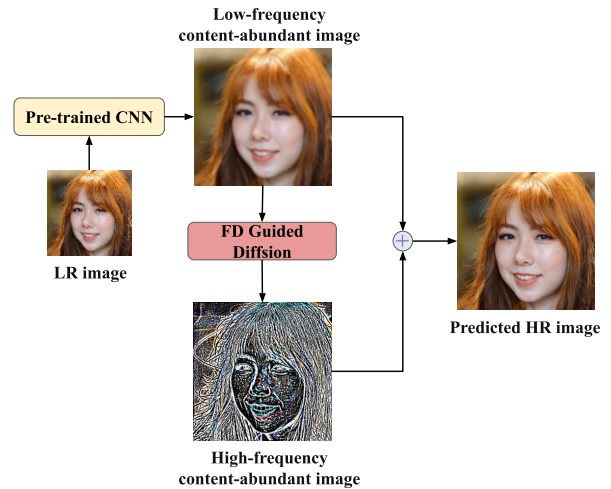 Low-frequency
content-abundant image
Pre-trained CNN
LR image
FD Guided
Diffsion
Predicted HR image
High-frequency
content-abundant image